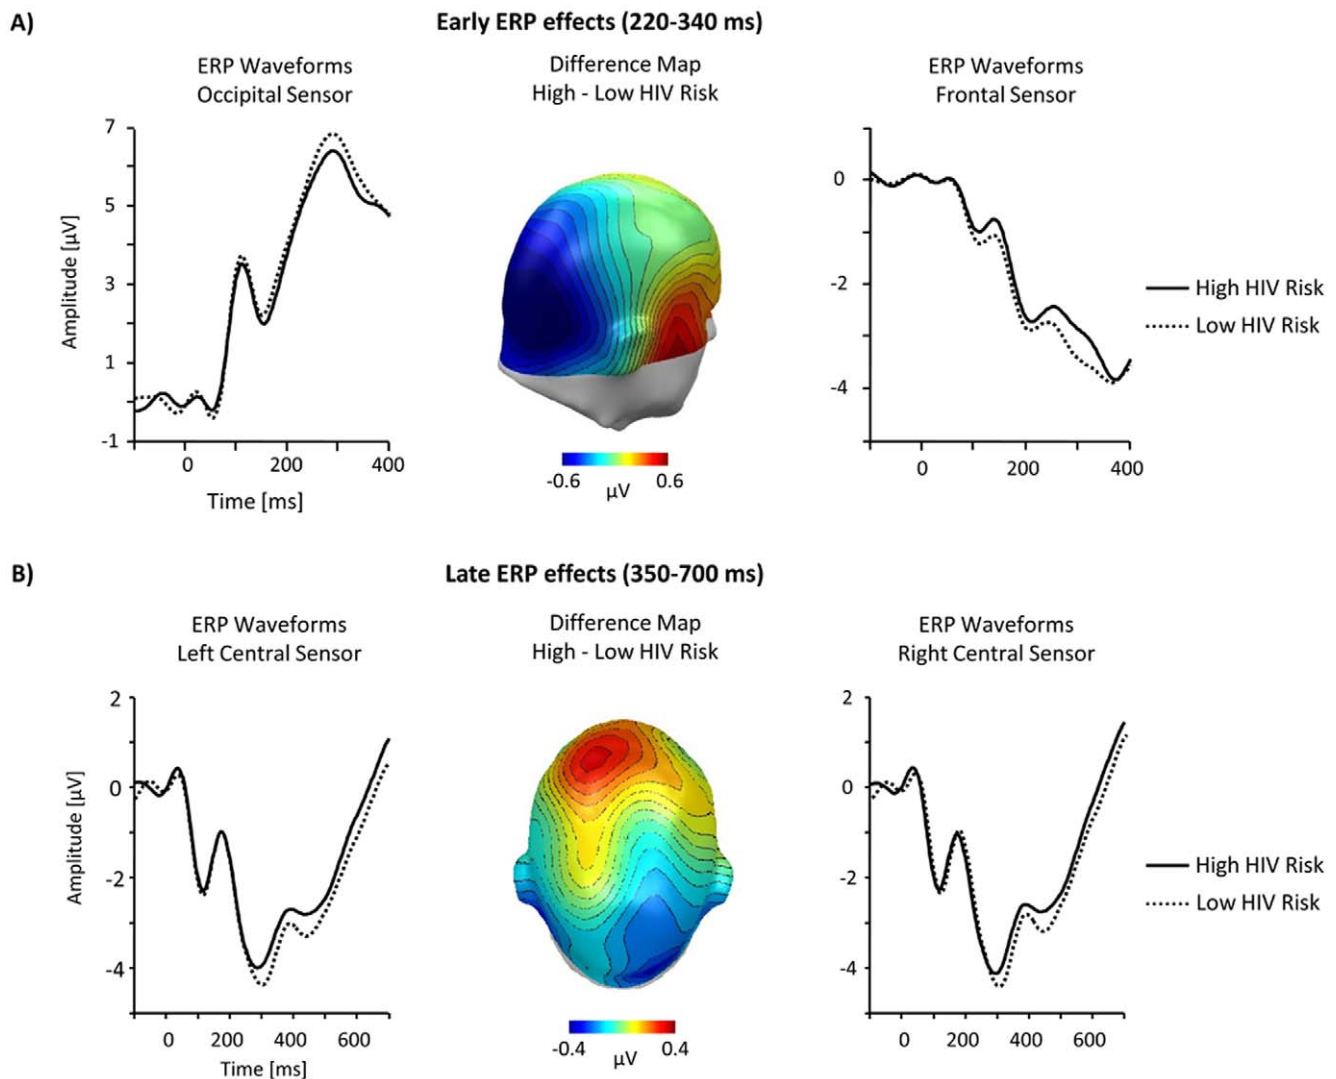 A)
Early ERP effects (220-340 ms)
ERP Waveforms
Occipital Sensor
Difference Map
High - Low HIV Risk
ERP Waveforms
Frontal Sensor
7
5
3
1
-1
Amplitude [µV]
0 200 400
Time [ms]
-0.6 0.6
µV
0
-2
-4
0 200 400
High HIV Risk
Low HIV Risk
B)
Late ERP effects (350-700 ms)
ERP Waveforms
Left Central Sensor
Difference Map
High - Low HIV Risk
ERP Waveforms
Right Central Sensor
2
0
-2
-4
Amplitude [µV]
0 200 400 600
Time [ms]
-0.4 0.4
µV
2
0
-2
-4
0 200 400 600
High HIV Risk
Low HIV Risk